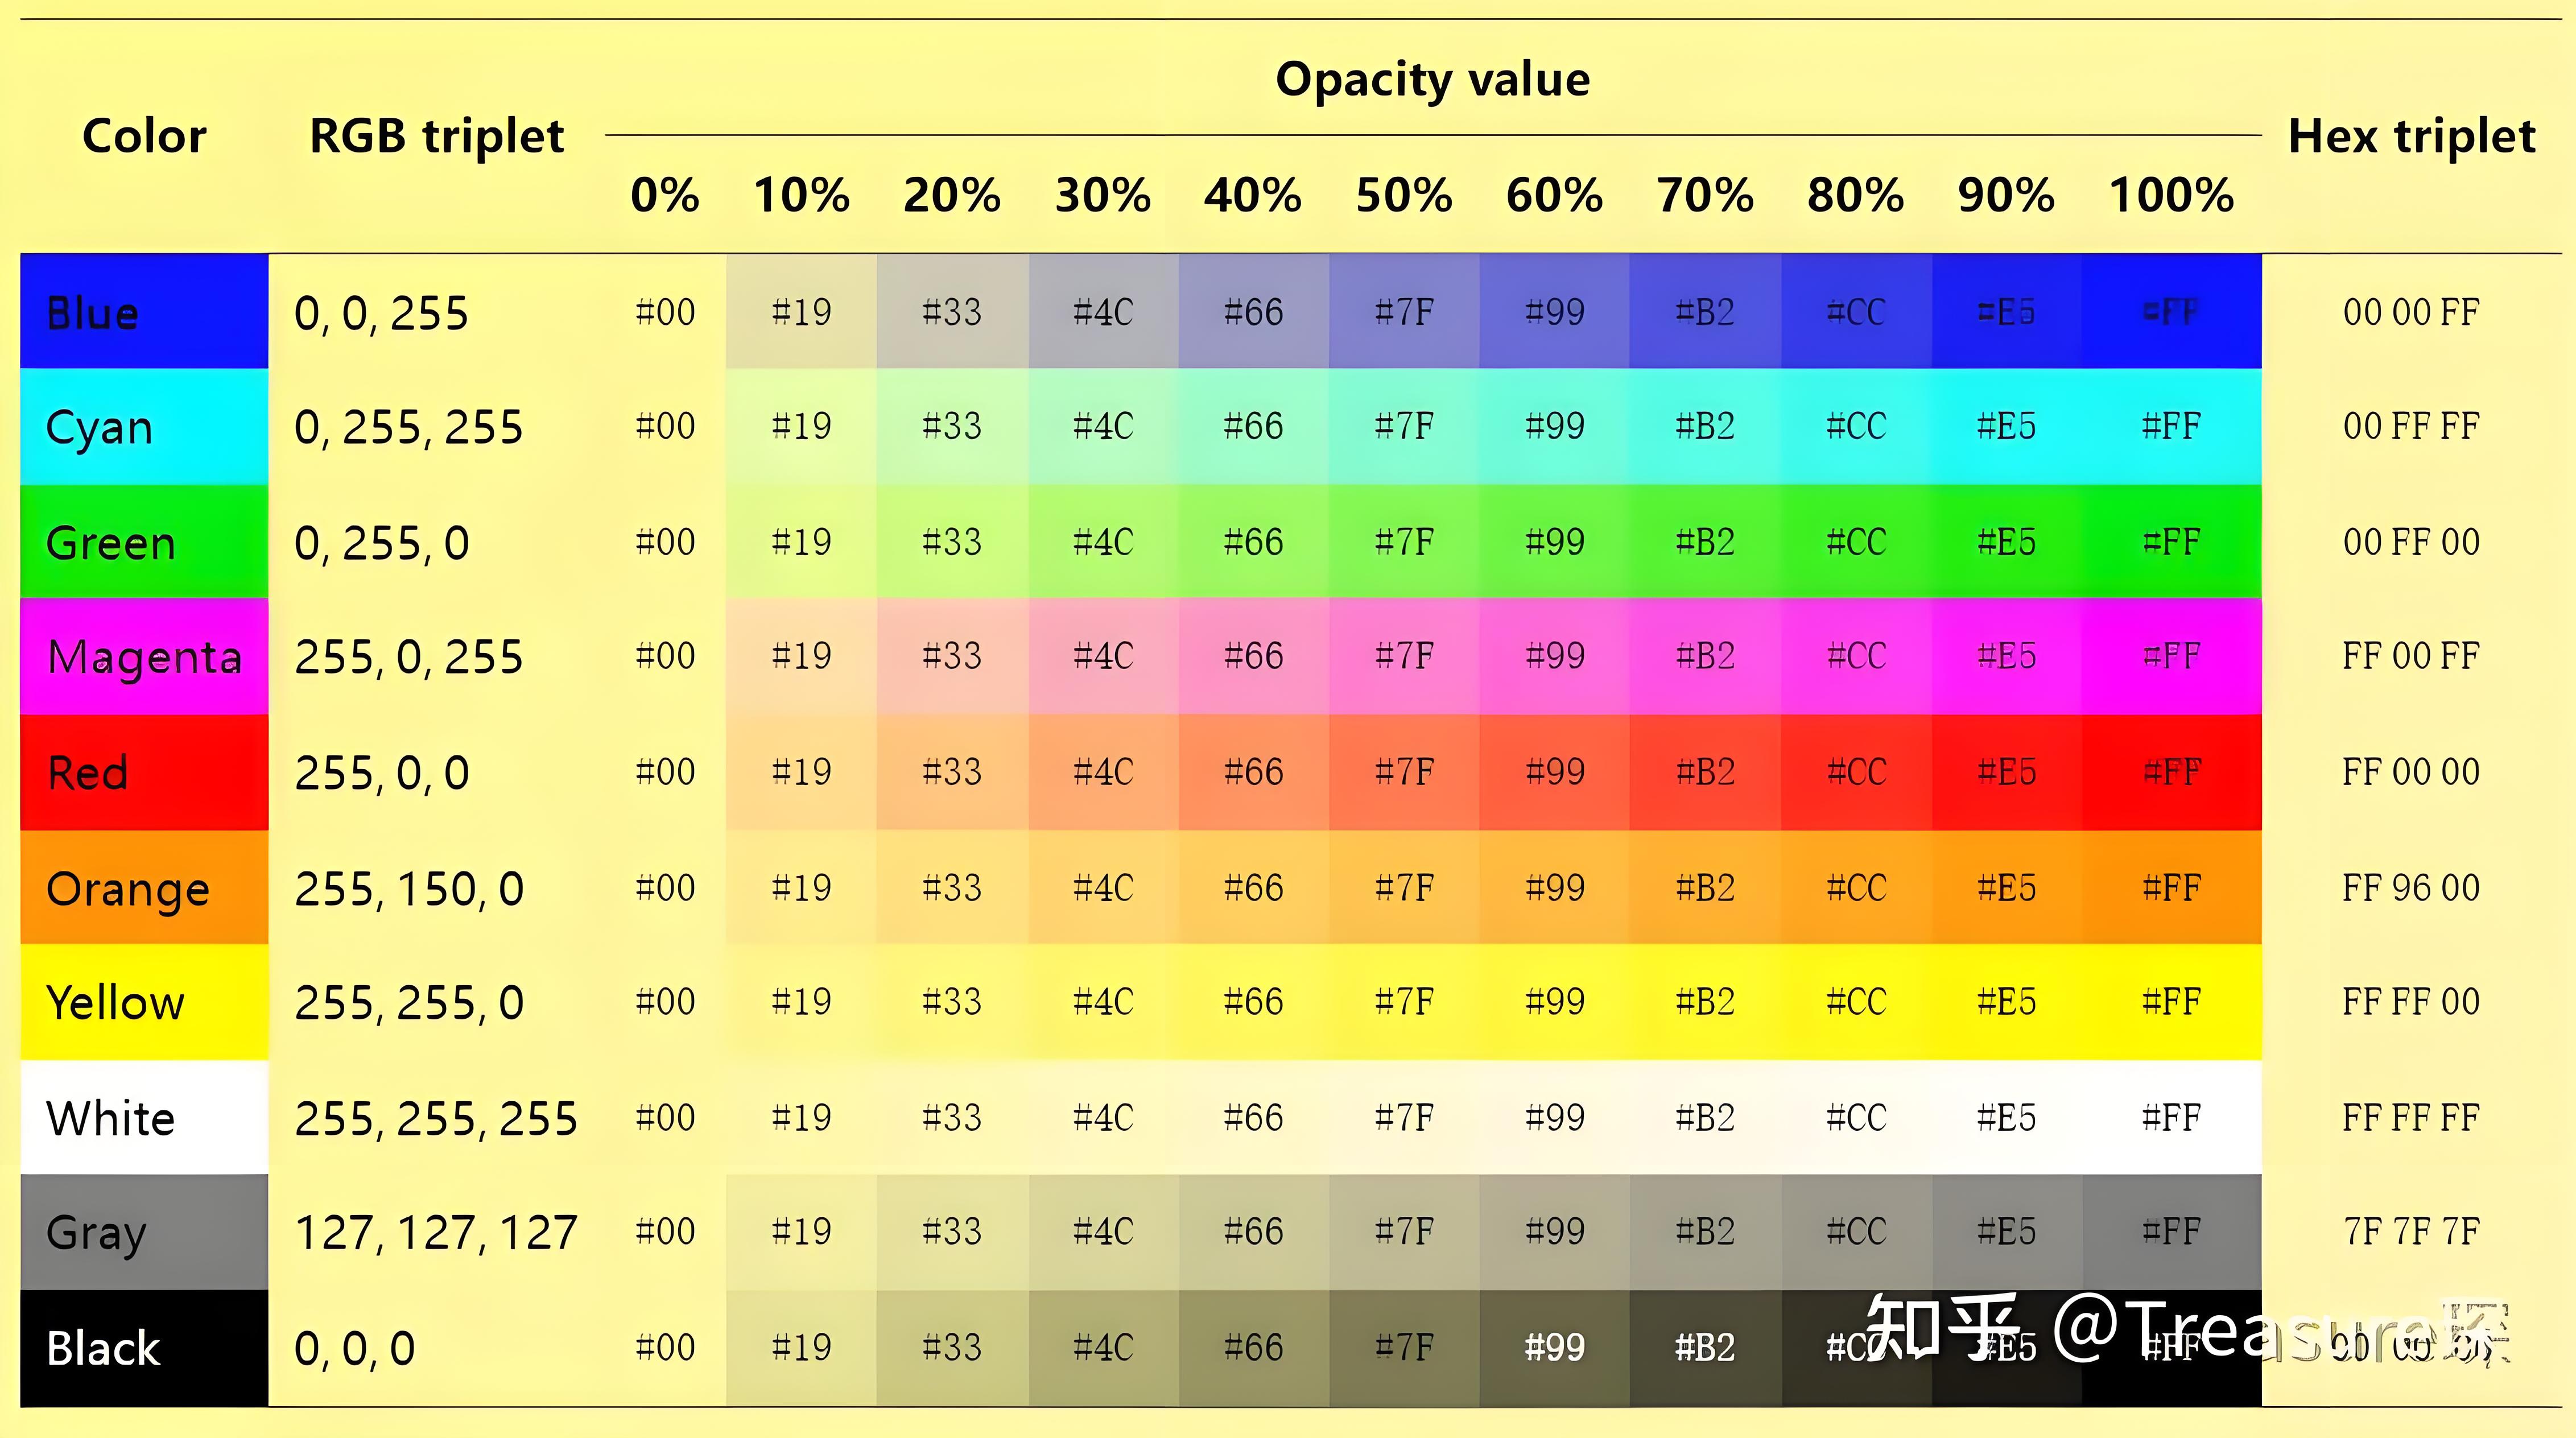 Opacity value
Color RGB triplet Hex triplet
0% 10% 20% 30% 40% 50% 60% 70% 80% 90% 100%
Blue 0, 0, 255 #00 #19 #33 #4C #66 #7F #99 #B2 #CC #E5 #FF 00 00 FF
Cyan 0, 255, 255 #00 #19 #33 #4C #66 #7F #99 #B2 #CC #E5 #FF 00 FF FF
Green 0, 255, 0 #00 #19 #33 #4C #66 #7F #99 #B2 #CC #E5 #FF 00 FF 00
Magenta 255, 0, 255 #00 #19 #33 #4C #66 #7F #99 #B2 #CC #E5 #FF FF 00 FF
Red 255, 0, 0 #00 #19 #33 #4C #66 #7F #99 #B2 #CC #E5 #FF FF 00 00
Orange 255, 150, 0 #00 #19 #33 #4C #66 #7F #99 #B2 #CC #E5 #FF FF 96 00
Yellow 255, 255, 0 #00 #19 #33 #4C #66 #7F #99 #B2 #CC #E5 #FF FF FF 00
White 255, 255, 255 #00 #19 #33 #4C #66 #7F #99 #B2 #CC #E5 #FF FF FF FF
Gray 127, 127, 127 #00 #19 #33 #4C #66 #7F #99 #B2 #CC #E5 #FF 7F 7F 7F
Black 0, 0, 0 #00 #19 #33 #4C #66 #7F #99 #B2 #CC #E5 #FF 00 00 00
知乎 @Treasure